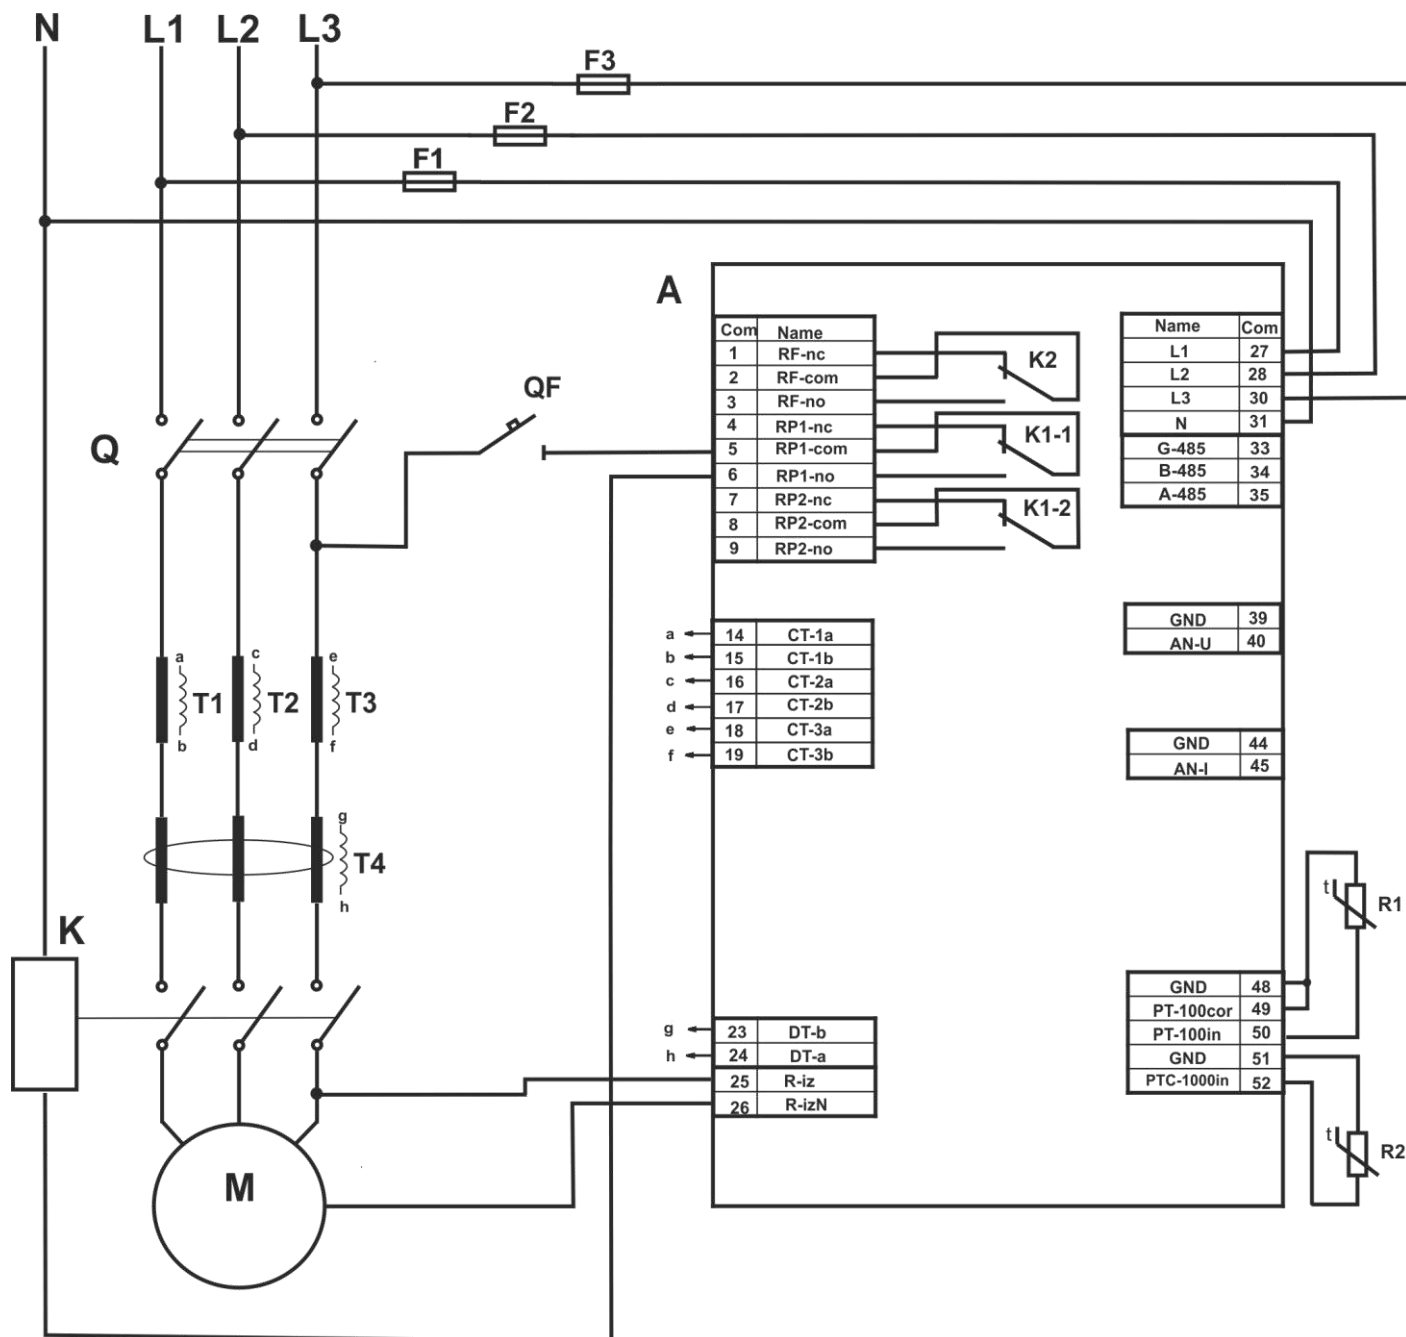 N L1 L2 L3
F3
F2
F1
A
Com Name
1 RF-nc
2 RF-com
3 RF-no
4 RP1-nc
5 RP1-com
6 RP1-no
7 RP2-nc
8 RP2-com
9 RP2-no
K2
K1-1
K1-2
Name Com
L1 27
L2 28
L3 30
N 31
G-485 33
B-485 34
A-485 35
QF
Q
a 14 CT-1a
b 15 CT-1b
c 16 CT-2a
d 17 CT-2b
e 18 CT-3a
f 19 CT-3b
GND 39
AN-U 40
GND 44
AN-I 45
a c e
T1 T2 T3
b d f
g
T4
h
K
t R1
GND 48
PT-100cor 49
PT-100in 50
GND 51
PTC-1000in 52
g 23 DT-b
h 24 DT-a
25 R-iz
26 R-izN
t R2
M